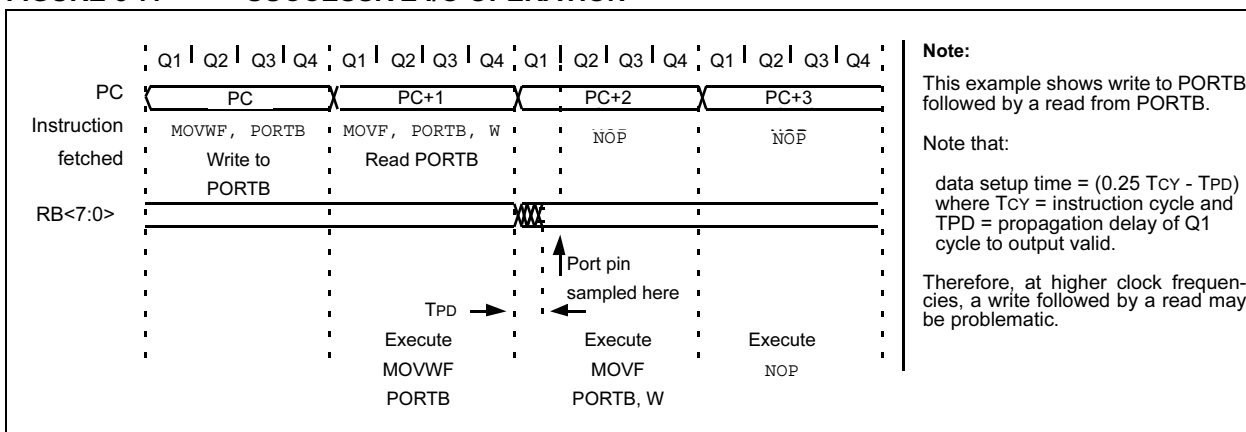 Q1 Q2 Q3 Q4 Q1 Q2 Q3 Q4 Q1 Q2 Q3 Q4 Q1 Q2 Q3 Q4
PC PC PC+1 PC+2 PC+3
Instruction fetched
MOVWF, PORTB
Write to
PORTB
MOVF, PORTB, W
Read PORTB
NOP
NOP
RB<7:0>
Port pin
sampled here
TPD
Execute
MOVWF
PORTB
Execute
MOVF
PORTB, W
Execute
NOP
Note:
This example shows write to PORTB
followed by a read from PORTB.
Note that:
data setup time = (0.25 TCY - TPD)
where TCY = instruction cycle and
TPD = propagation delay of Q1
cycle to output valid.
Therefore, at higher clock frequen-
cies, a write followed by a read may
be problematic.